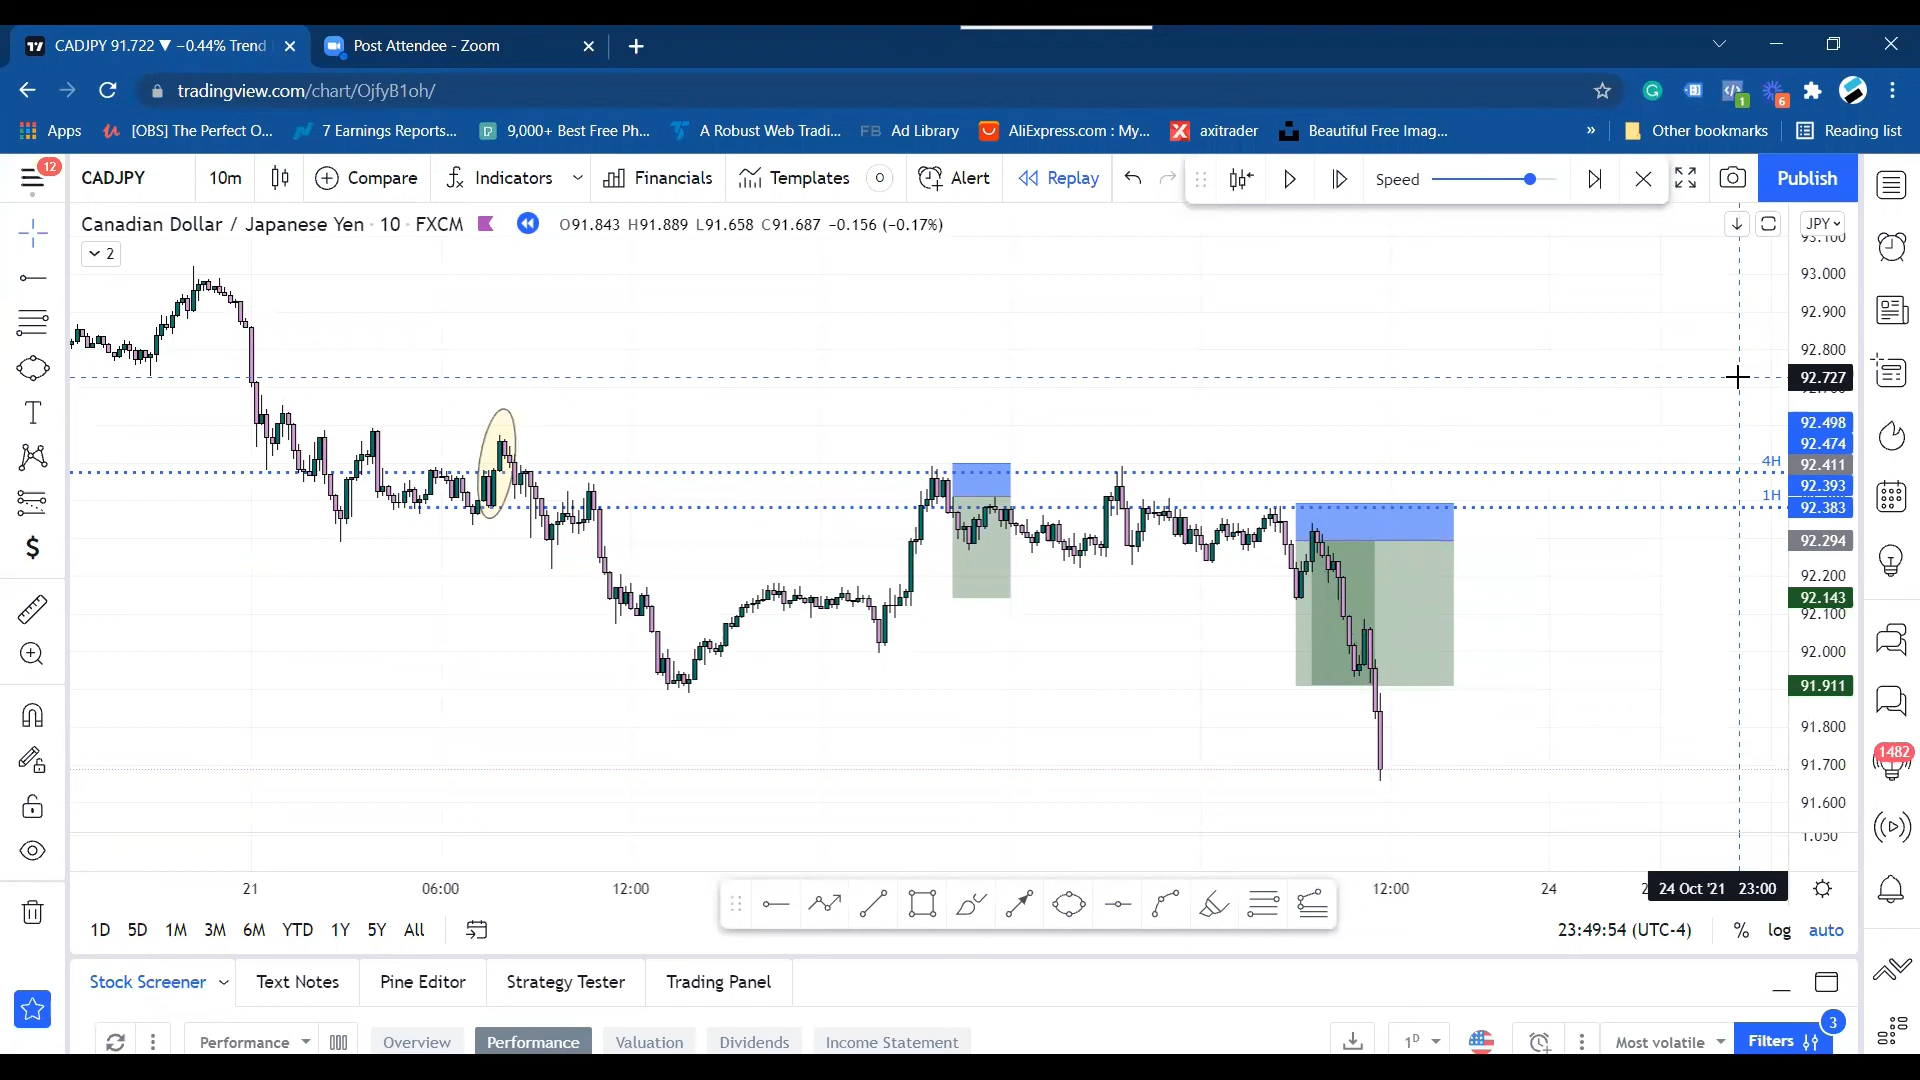 CADJPY 91.722 ▼ −0.44% Trend
Post Attendee - Zoom
tradingview.com/chart/OjfyB1oh/
1
6
Apps
[OBS] The Perfect O...
7 Earnings Reports...
9,000+ Best Free Ph...
A Robust Web Tradi...
FB Ad Library
AliExpress.com : My...
axitrader
Beautiful Free Imag...
»
Other bookmarks
Reading list
12
CADJPY
10m
Compare
Indicators
Financials
Templates
Alert
Replay
Speed
Publish
Canadian Dollar / Japanese Yen · 10 · FXCM
O91.843 H91.889 L91.658 C91.687 −0.156 (−0.17%)
JPY
2
93.100
93.000
92.900
92.800
92.727
92.498
92.474
4H
92.411
92.393
1H
92.383
92.294
92.200
92.143
92.100
92.000
91.911
91.800
91.700
91.600
1.050
1482
21
06:00
12:00
12:00
24
24 Oct '21 23:00
1D 5D 1M 3M 6M YTD 1Y 5Y All
23:49:54 (UTC-4)
% log auto
Stock Screener
Text Notes
Pine Editor
Strategy Tester
Trading Panel
Performance
Overview
Performance
Valuation
Dividends
Income Statement
1D
Most volatile
Filters
3